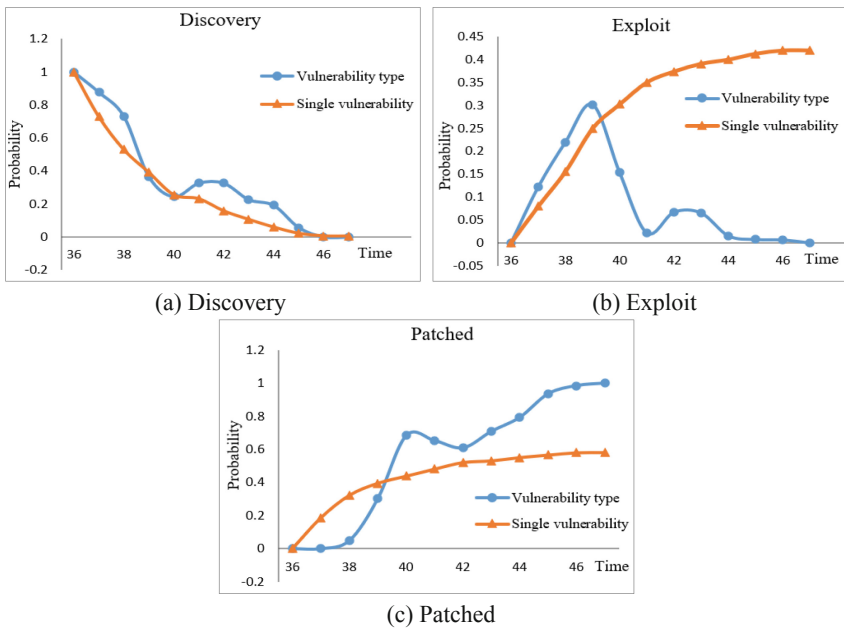 Discovery
1.2
1
0.8
0.6
0.4
0.2
0
-0.2
Probability
36 38 40 42 44 46 Time
Vulnerability type
Single vulnerability
(a) Discovery
Exploit
0.45
0.4
0.35
0.3
0.25
0.2
0.15
0.1
0.05
0
-0.05
Probability
36 38 40 42 44 46 Time
Vulnerability type
Single vulnerability
(b) Exploit
Patched
1.2
1
0.8
0.6
0.4
0.2
0
-0.2
Probability
36 38 40 42 44 46 Time
Vulnerability type
Single vulnerability
(c) Patched